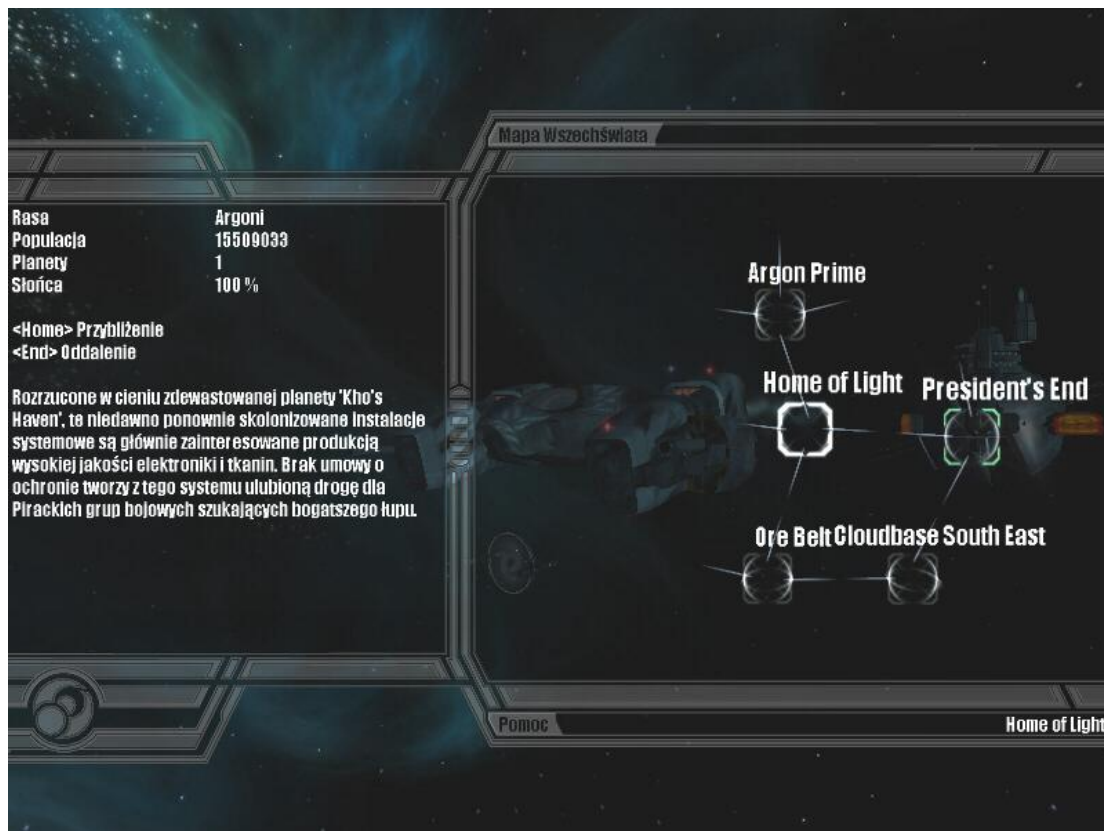 Mapa Wszechświata
Rasa Argoni
Populacja 15509033
Planety 1
Słońca 100 %
<Home> Przybliżenie
<End> Oddalenie
Rozrzucone w cieniu zdewastowanej planety 'Kho's
Haven', te niedawno ponownie skolonizowane instalacje
systemowe są głównie zainteresowane produkcją
wysokiej jakości elektroniki i tkanin. Brak umowy o
ochronie tworzy z tego systemu ulubioną drogę dla
Pirackich grup bojowych szukających bogatszego łupu.
Argon Prime
Home of Light
President's End
Ore Belt
Cloudbase South East
Pomoc
Home of Light